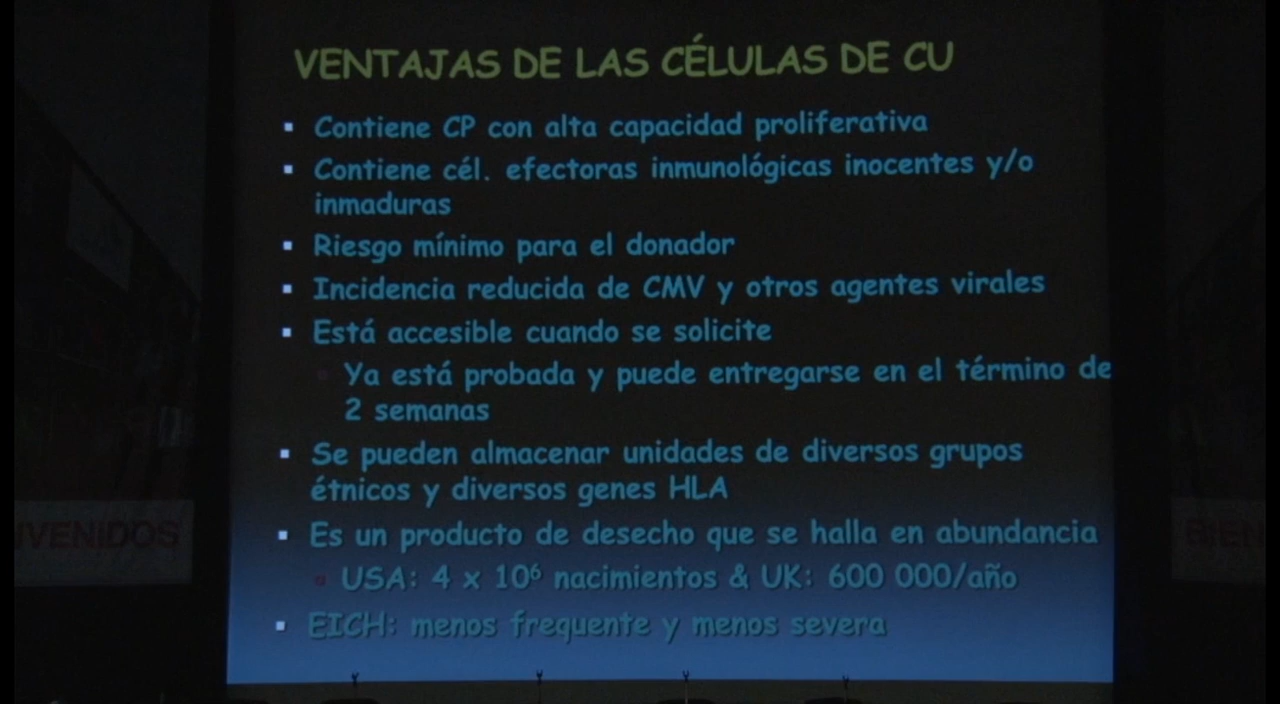 VENTAJAS DE LAS CÉLULAS DE CU
▪ Contiene CP con alta capacidad proliferativa
▪ Contiene cél. efectoras inmunológicas inocentes y/o
inmaduras
▪ Riesgo mínimo para el donador
▪ Incidencia reducida de CMV y otros agentes virales
▪ Está accesible cuando se solicite
▪ Ya está probada y puede entregarse en el término de
2 semanas
▪ Se pueden almacenar unidades de diversos grupos
étnicos y diversos genes HLA
▪ Es un producto de desecho que se halla en abundancia
▪ USA: 4 x 10⁶ nacimientos & UK: 600 000/año
▪ EICH: menos frequente y menos severa
NVENIDOS
BIEN